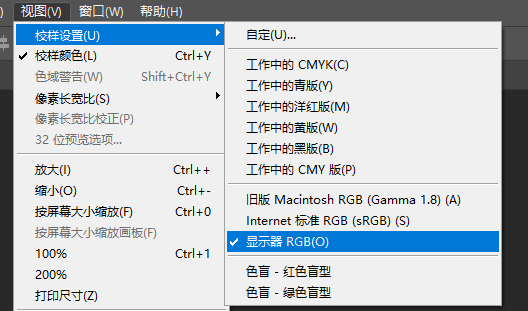 ) 视图(V) 窗口(W) 帮助(H)
校样设置(U)
校样颜色(L) Ctrl+Y
色域警告(W) Shift+Ctrl+Y
像素长宽比(S)
像素长宽比校正(P)
32 位预览选项...
放大(I) Ctrl++
缩小(O) Ctrl+-
按屏幕大小缩放(F) Ctrl+0
按屏幕大小缩放画板(F)
100% Ctrl+1
200%
打印尺寸(Z)
自定(U)...
工作中的 CMYK(C)
工作中的青版(Y)
工作中的洋红版(M)
工作中的黄版(W)
工作中的黑版(B)
工作中的 CMY 版(P)
旧版 Macintosh RGB (Gamma 1.8) (A)
Internet 标准 RGB (sRGB) (S)
显示器 RGB(O)
色盲 - 红色盲型
色盲 - 绿色盲型